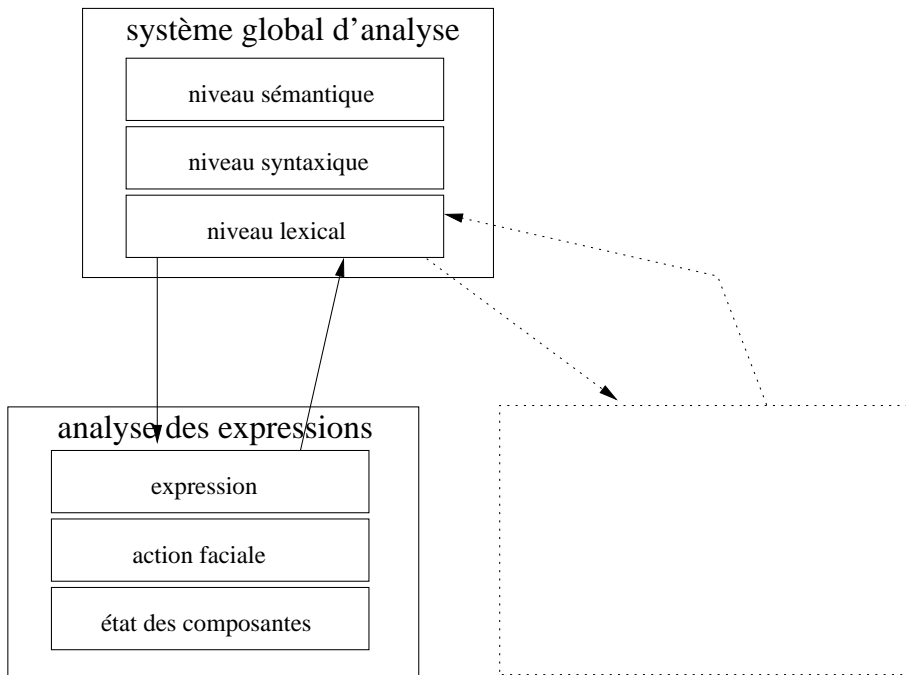 système global d’analyse
niveau sémantique
niveau syntaxique
niveau lexical
analyse des expressions
expression
action faciale
état des composantes